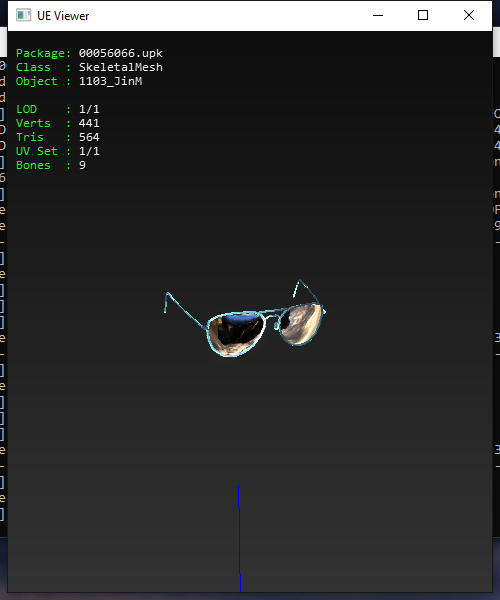 UE Viewer
Package: 00056066.upk
Class : SkeletalMesh
Object : 1103_JinM
LOD : 1/1
Verts : 441
Tris : 564
UV Set : 1/1
Bones : 9